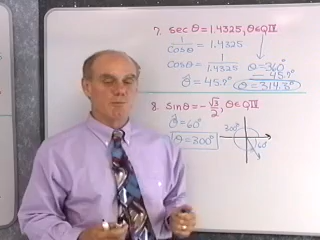 7. sec θ = 1.4325, θ∈QIV
1/cosθ = 1.4325
cosθ = 1/1.4325 θ = 360°
θ̂ = 45.7° - 45.7°
θ = 314.3°
8. sinθ = -√3/2, θ∈QIV
θ̂ = 60° 300°
θ = 300° 60°